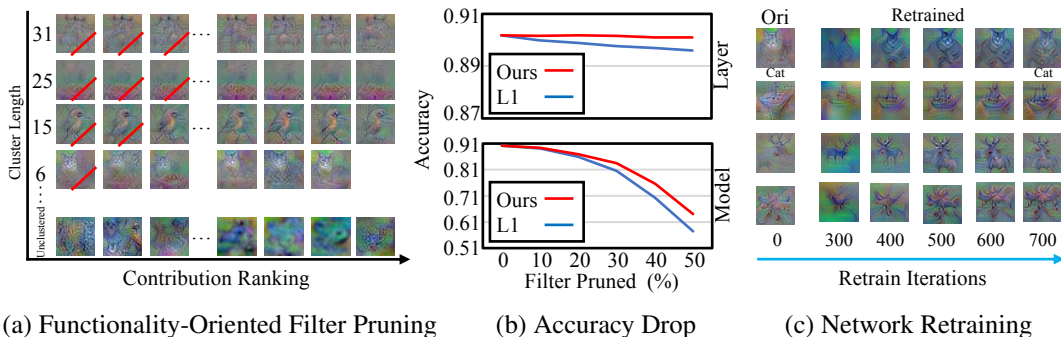 Cluster Length
31
25
15
6
Unclustered
Contribution Ranking
(a) Functionality-Oriented Filter Pruning
Accuracy
0.91
0.89
0.87
Ours
L1
Layer
0.91
0.81
0.71
0.61
0.51
Ours
L1
Model
0 10 20 30 40 50
Filter Pruned (%)
(b) Accuracy Drop
Ori Retrained
Cat Cat
0 300 400 500 600 700
Retrain Iterations
(c) Network Retraining